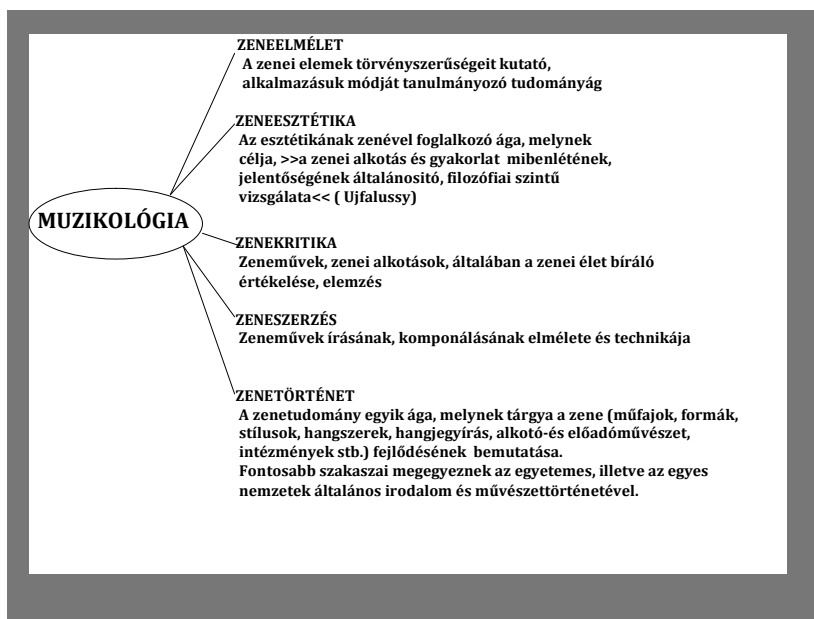 ZENEELMÉLET
A zenei elemek törvényszerűségeit kutató,
alkalmazásuk módját tanulmányozó tudományág
ZENEESZTÉTIKA
Az esztétikának zenével foglalkozó ága, melynek
célja, >>a zenei alkotás és gyakorlat mibenlétének,
jelentőségének általánositó, filozófiai szintű
vizsgálata<< ( Ujfalussy)
MUZIKOLÓGIA
ZENEKRITIKA
Zeneművek, zenei alkotások, általában a zenei élet bíráló
értékelése, elemzés
ZENESZERZÉS
Zeneművek írásának, komponálásának elmélete és technikája
ZENETÖRTÉNET
A zenetudomány egyik ága, melynek tárgya a zene (műfajok, formák,
stílusok, hangszerek, hangjegyírás, alkotó-és előadóművészet,
intézmények stb.) fejlődésének bemutatása.
Fontosabb szakaszai megegyeznek az egyetemes, illetve az egyes
nemzetek általános irodalom és művészettörténetével.